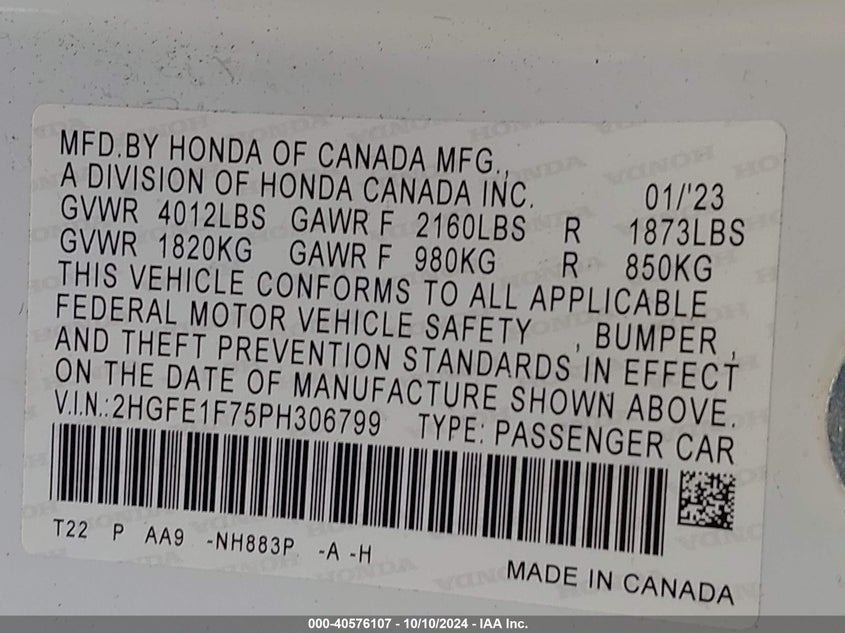 MFD.BY HONDA OF CANADA MFG.,
A DIVISION OF HONDA CANADA INC. 01/'23
GVWR 4012LBS GAWR F 2160LBS R 1873LBS
GVWR 1820KG GAWR F 980KG R 850KG
THIS VEHICLE CONFORMS TO ALL APPLICABLE
FEDERAL MOTOR VEHICLE SAFETY , BUMPER ,
AND THEFT PREVENTION STANDARDS IN EFFECT
ON THE DATE OF MANUFACTURE SHOWN ABOVE.
V.I.N.:2HGFE1F75PH306799 TYPE: PASSENGER CAR
T22 P AA9 -NH883P -A -H
MADE IN CANADA
000-40576107 - 10/10/2024 - IAA Inc.